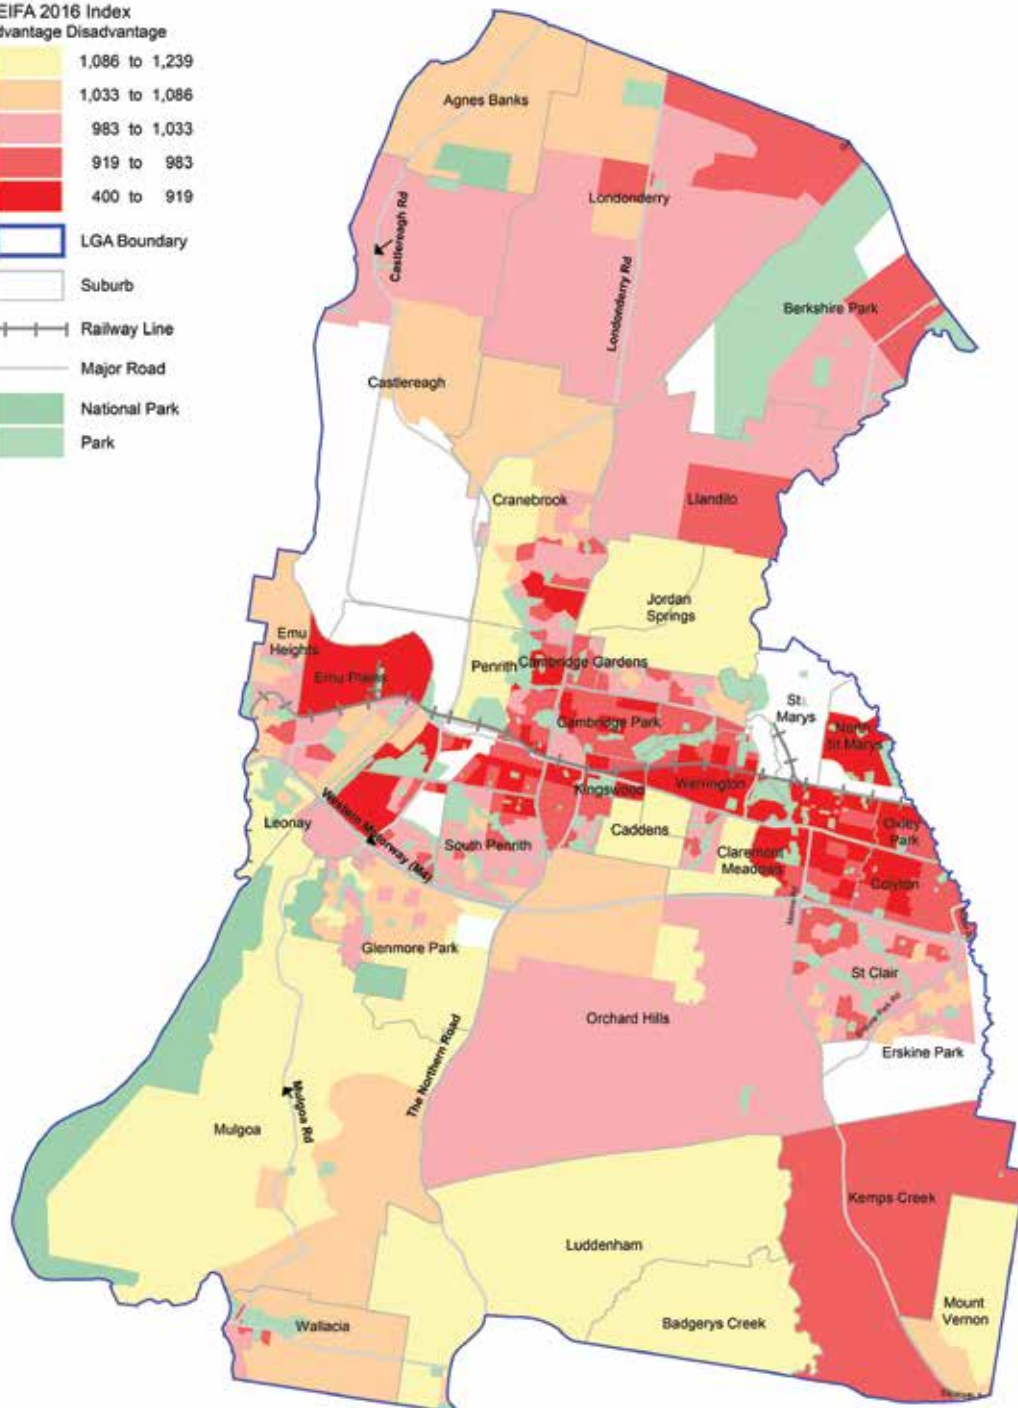 EIFA 2016 Index
dvantage Disadvantage
1,086 to 1,239
1,033 to 1,086
983 to 1,033
919 to 983
400 to 919
LGA Boundary
Suburb
Railway Line
Major Road
National Park
Park
Agnes Banks
Londonderry
Castlereagh Rd
Londonderry Rd
Berkshire Park
Castlereagh
Cranebrook
Llandilo
Jordan
Springs
Emu
Heights
Emu Plains
Penrith
Cambridge Gardens
St
Marys
Cambridge Park
North
St Marys
Werrington
Kingswood
Western Motorway (M4)
Leonay
South Penrith
Caddens
Claremont
Meadows
Oxley
Park
Colyton
Glenmore Park
St Clair
Orchard Hills
Erskine Park Rd
Erskine Park
The Northern Road
Mulgoa Rd
Mulgoa
Kemps Creek
Luddenham
Mount
Vernon
Badgerys Creek
Wallacia